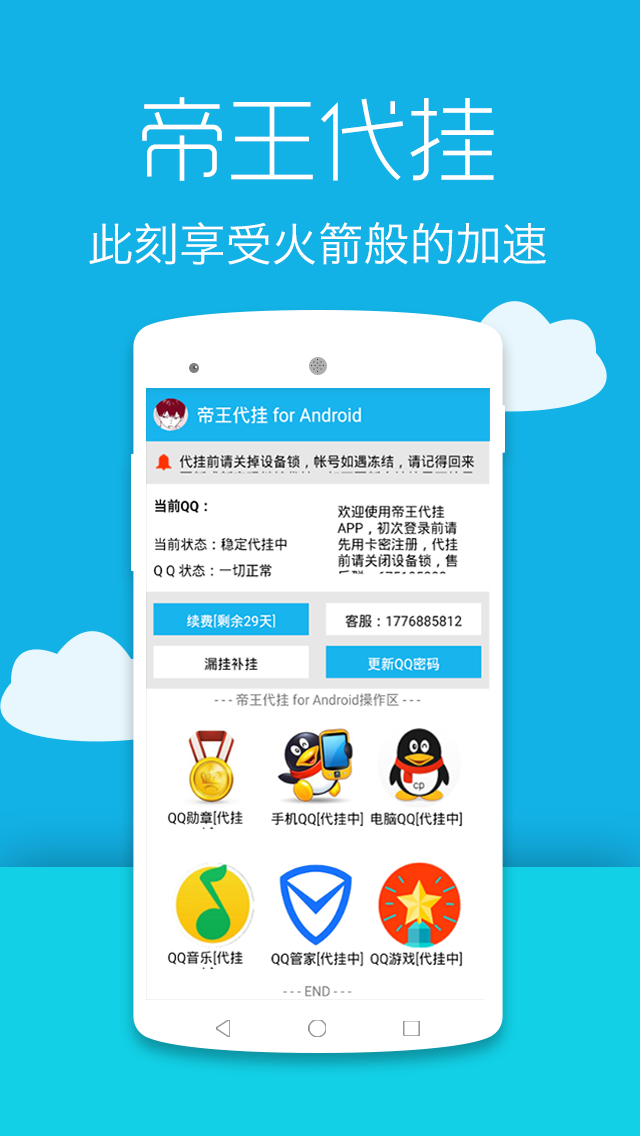 帝王代挂
此刻享受火箭般的加速
帝王代挂 for Android
代挂前请关掉设备锁，帐号如遇冻结，请记得回来
当前QQ：
当前状态：稳定代挂中
Q Q 状态：一切正常
欢迎使用帝王代挂
APP，初次登录前请
先用卡密注册，代挂
前请关闭设备锁，售
续费[剩余29天]
客服：1776885812
漏挂补挂
更新QQ密码
- - - 帝王代挂 for Android操作区 - - -
cp
QQ勋章[代挂
手机QQ[代挂中]
电脑QQ[代挂中]
QQ音乐[代挂
QQ管家[代挂中]
QQ游戏[代挂中]
- - - END - - -